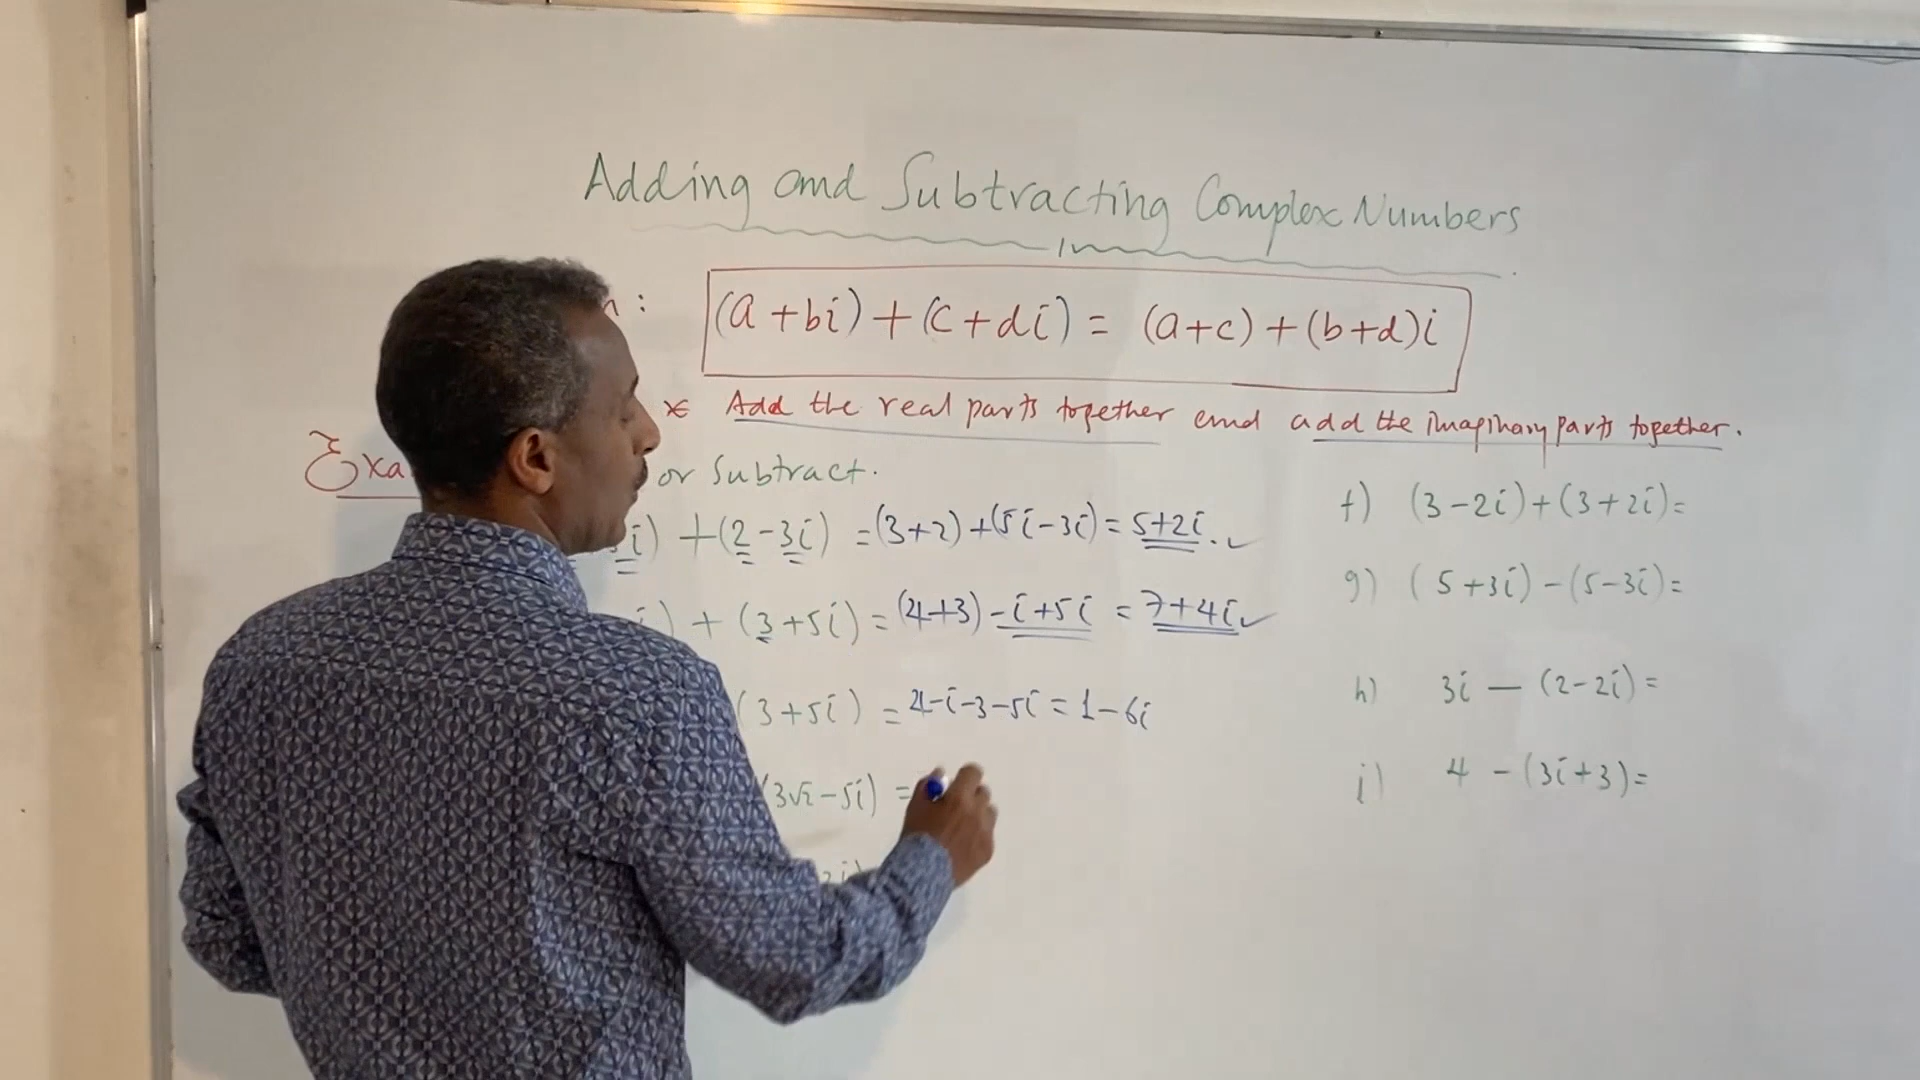 Adding and Subtracting Complex Numbers
n: (a+bi)+(c+di) = (a+c)+(b+d)i
* Add the real parts together and add the imaginary parts together.
Exa or Subtract.
i) +(2-3i) =(3+2)+(5i-3i)= 5+2i. ✓
i) + (3+5i) = (4+3)-i+5i = 7+4i ✓
(3+5i) = 4-i-3-5i = 1-6i
(3√2-5i) =
2i)
f) (3-2i)+(3+2i)=
g) (5+3i)-(5-3i)=
h) 3i - (2-2i)=
i) 4 -(3i+3)=